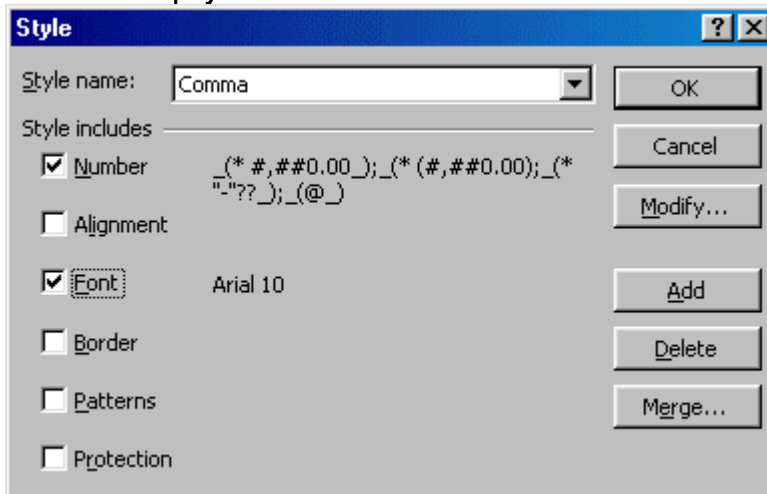 Style
Style name: Comma OK
Style includes Cancel
Number _(* #,##0.00_);_(* (#,##0.00);_(*
"-"??_);_(@_)
Modify...
Alignment
Font Arial 10 Add
Border Delete
Patterns Merge...
Protection